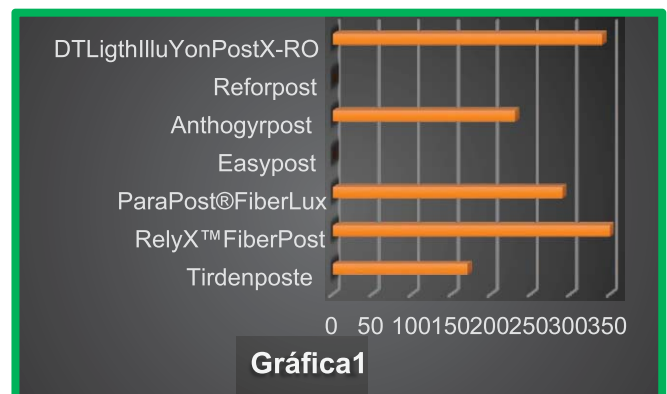 DTLigthIlluYonPostX-RO
Reforpost
Anthogyrpost
Easypost
ParaPost®FiberLux
RelyX™FiberPost
Tirdenposte
0 50 100150200250300350
Gráfica1